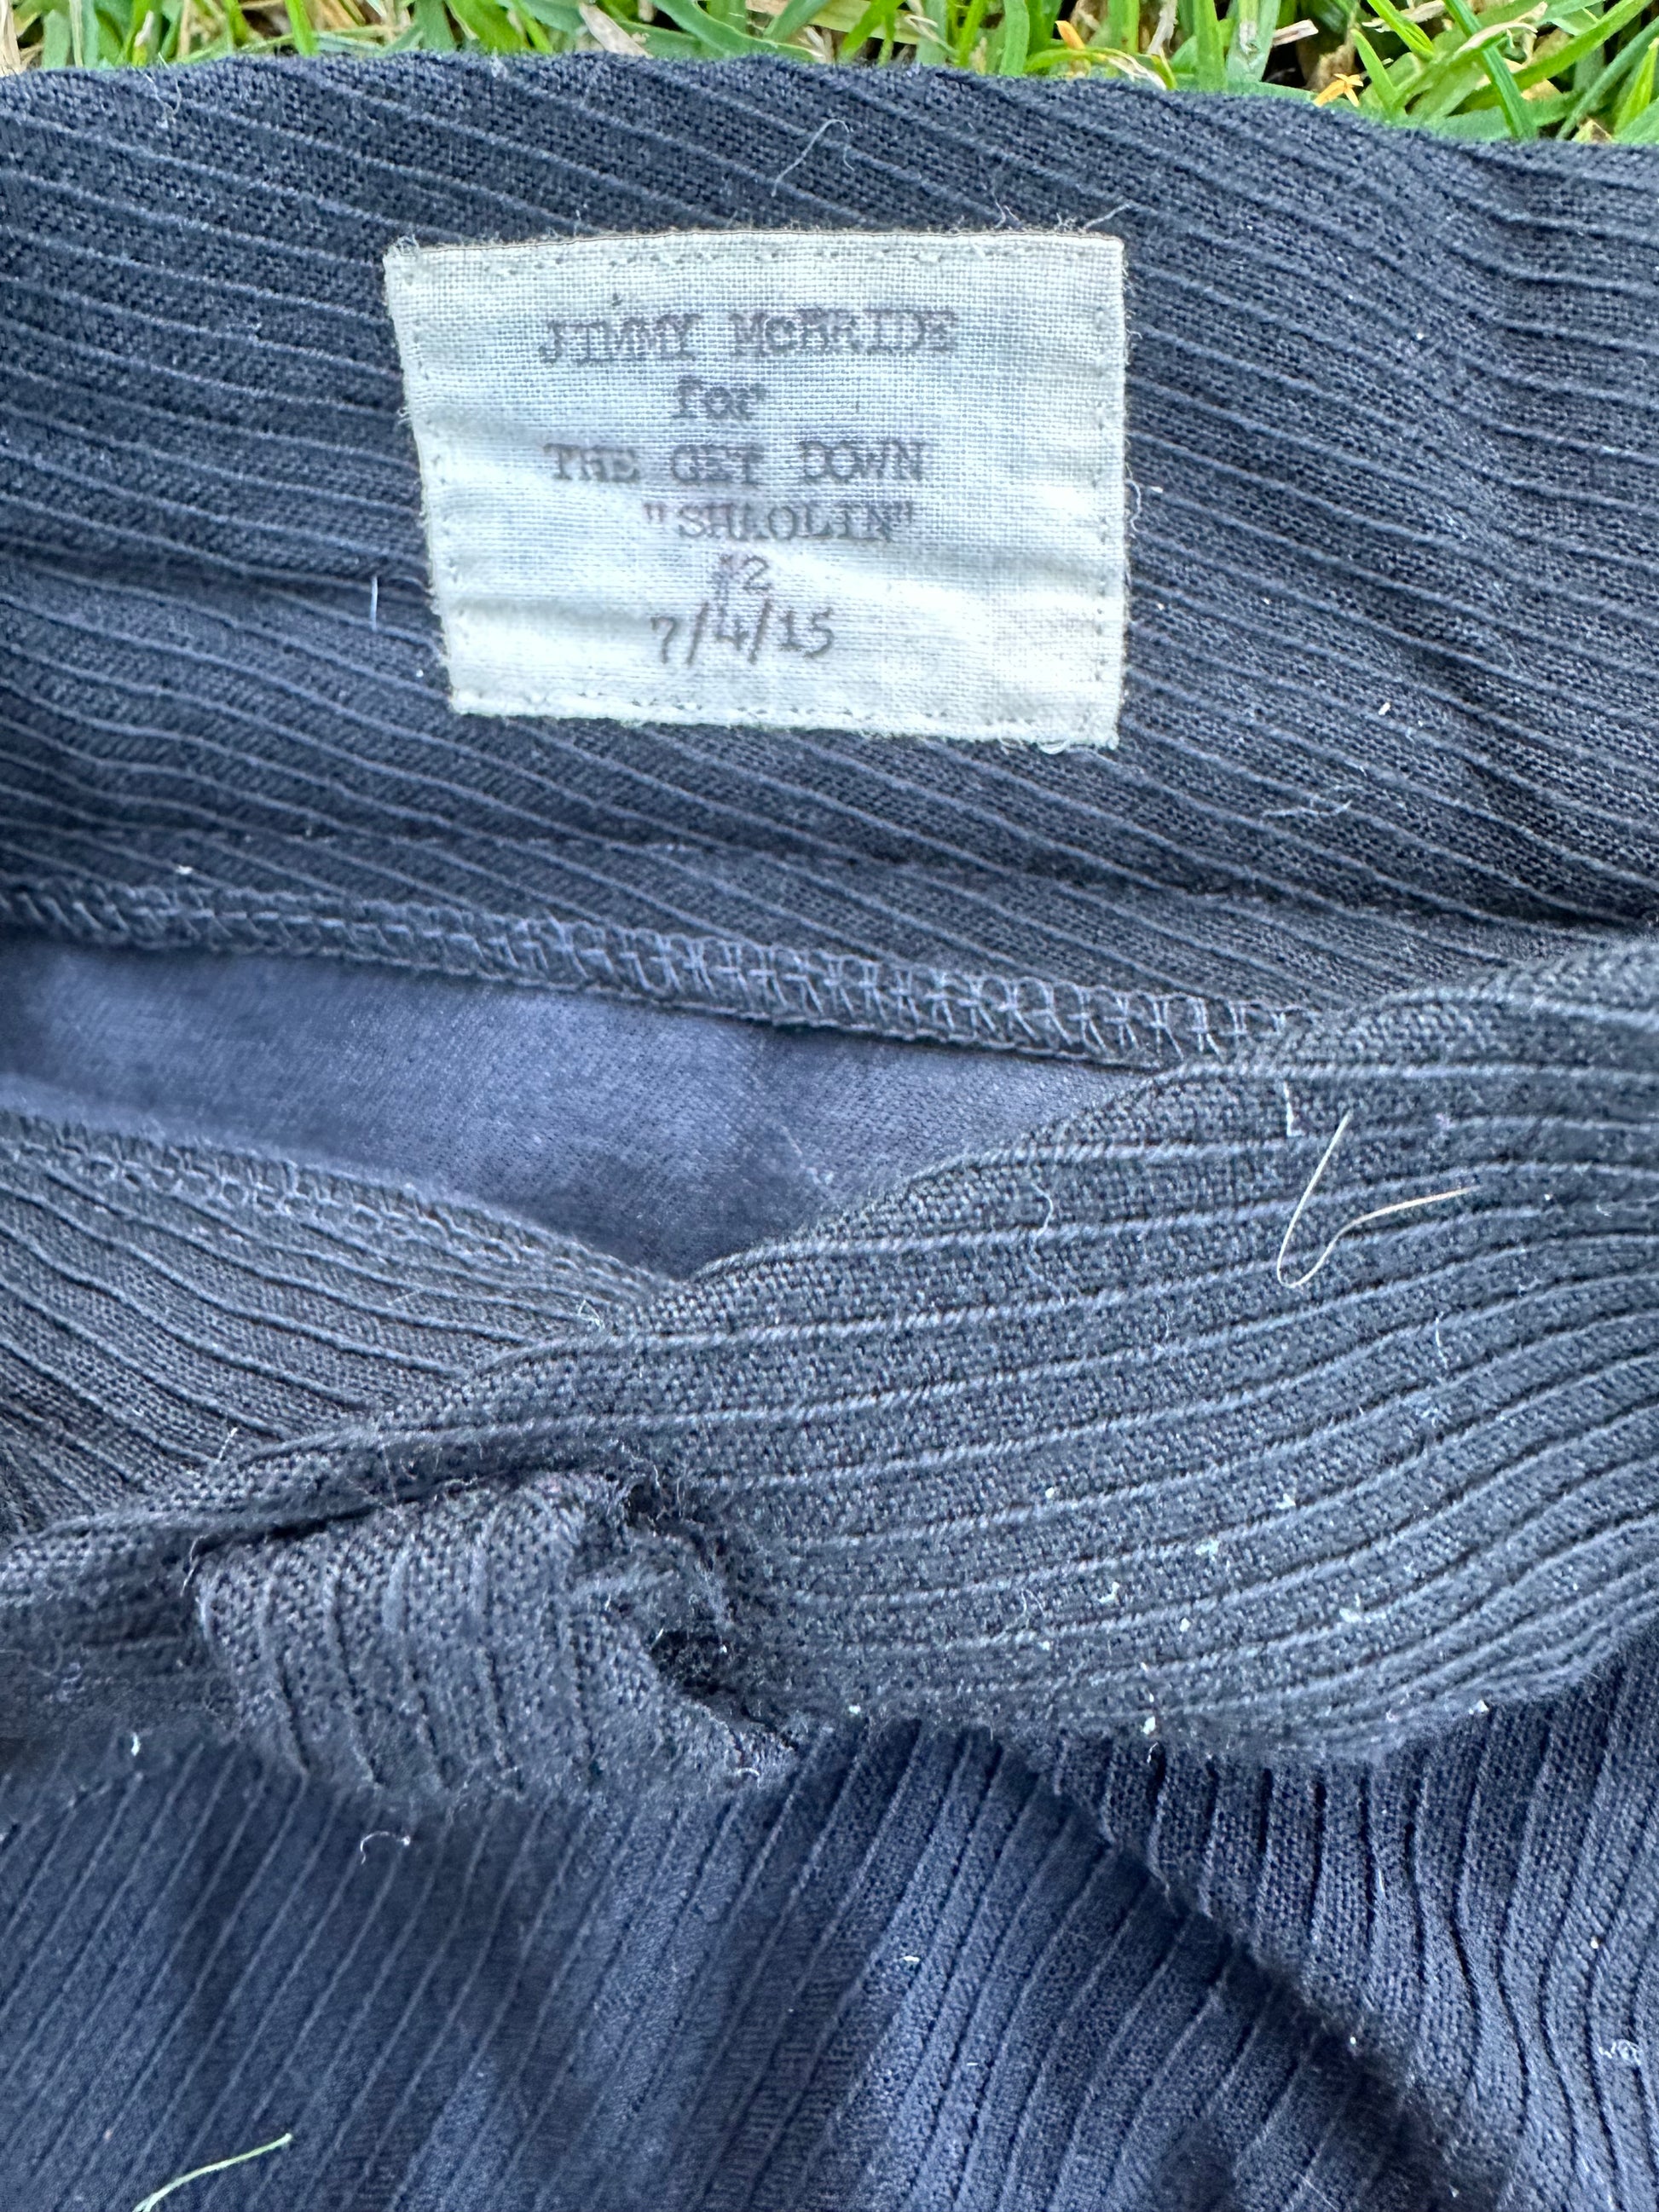 JIMMY McBRIDE
for
THE GET DOWN
"SHAOLIN"
#2
7/4/15